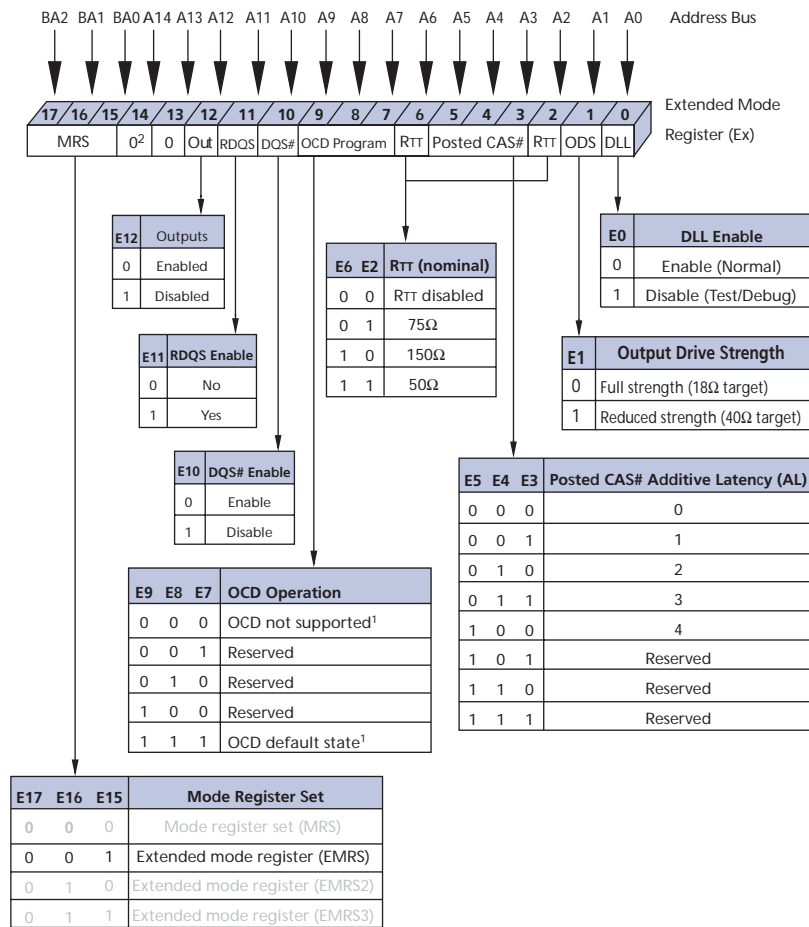 BA2 BA1 BA0 A14 A13 A12 A11 A10 A9 A8 A7 A6 A5 A4 A3 A2 A1 A0 Address Bus
17 16 15 14 13 12 11 10 9 8 7 6 5 4 3 2 1 0
Extended Mode
Register (Ex)
MRS 0² 0 Out RDQS DQS# OCD Program RTT Posted CAS# RTT ODS DLL
E12 Outputs
0 Enabled
1 Disabled
E11 RDQS Enable
0 No
1 Yes
E10 DQS# Enable
0 Enable
1 Disable
E6 E2 RTT (nominal)
0 0 RTT disabled
0 1 75Ω
1 0 150Ω
1 1 50Ω
E0 DLL Enable
0 Enable (Normal)
1 Disable (Test/Debug)
E1 Output Drive Strength
0 Full strength (18Ω target)
1 Reduced strength (40Ω target)
E5 E4 E3 Posted CAS# Additive Latency (AL)
0 0 0 0
0 0 1 1
0 1 0 2
0 1 1 3
1 0 0 4
1 0 1 Reserved
1 1 0 Reserved
1 1 1 Reserved
E9 E8 E7 OCD Operation
0 0 0 OCD not supported¹
0 0 1 Reserved
0 1 0 Reserved
1 0 0 Reserved
1 1 1 OCD default state¹
E17 E16 E15 Mode Register Set
0 0 0 Mode register set (MRS)
0 0 1 Extended mode register (EMRS)
0 1 0 Extended mode register (EMRS2)
0 1 1 Extended mode register (EMRS3)